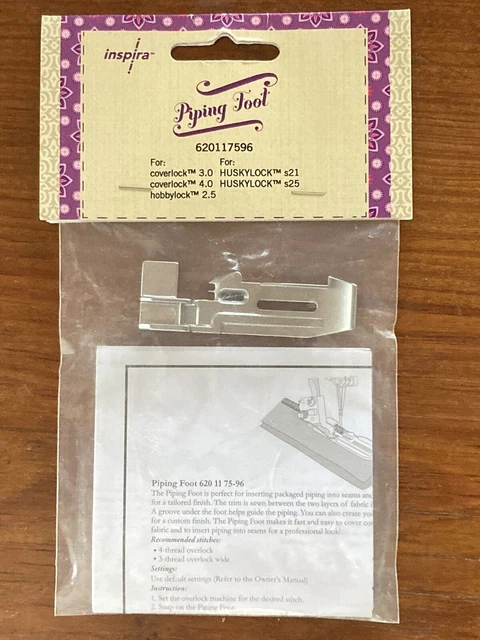 inspira™
Piping Foot
620117596
For: For:
coverlock™ 3.0 HUSKYLOCK™ s21
coverlock™ 4.0 HUSKYLOCK™ s25
hobbylock™ 2.5
Piping Foot 620 11 75-96
The Piping Foot is perfect for inserting packaged piping into seams and
for a tailored finish. The trim is sewn between the two layers of fabric
A groove under the foot helps guide the piping. You can also create you
for a custom finish. The Piping Foot makes it fast and easy to cover co
fabric and to insert piping into seams for a professional look!
Recommended stitches:
• 4-thread overlock
• 3-thread overlock wide
Settings:
Use default settings (Refer to the Owner's Manual)
Instruction:
1. Set the overlock machine for the desired stitch.
2. Snap on the Piping Foot.